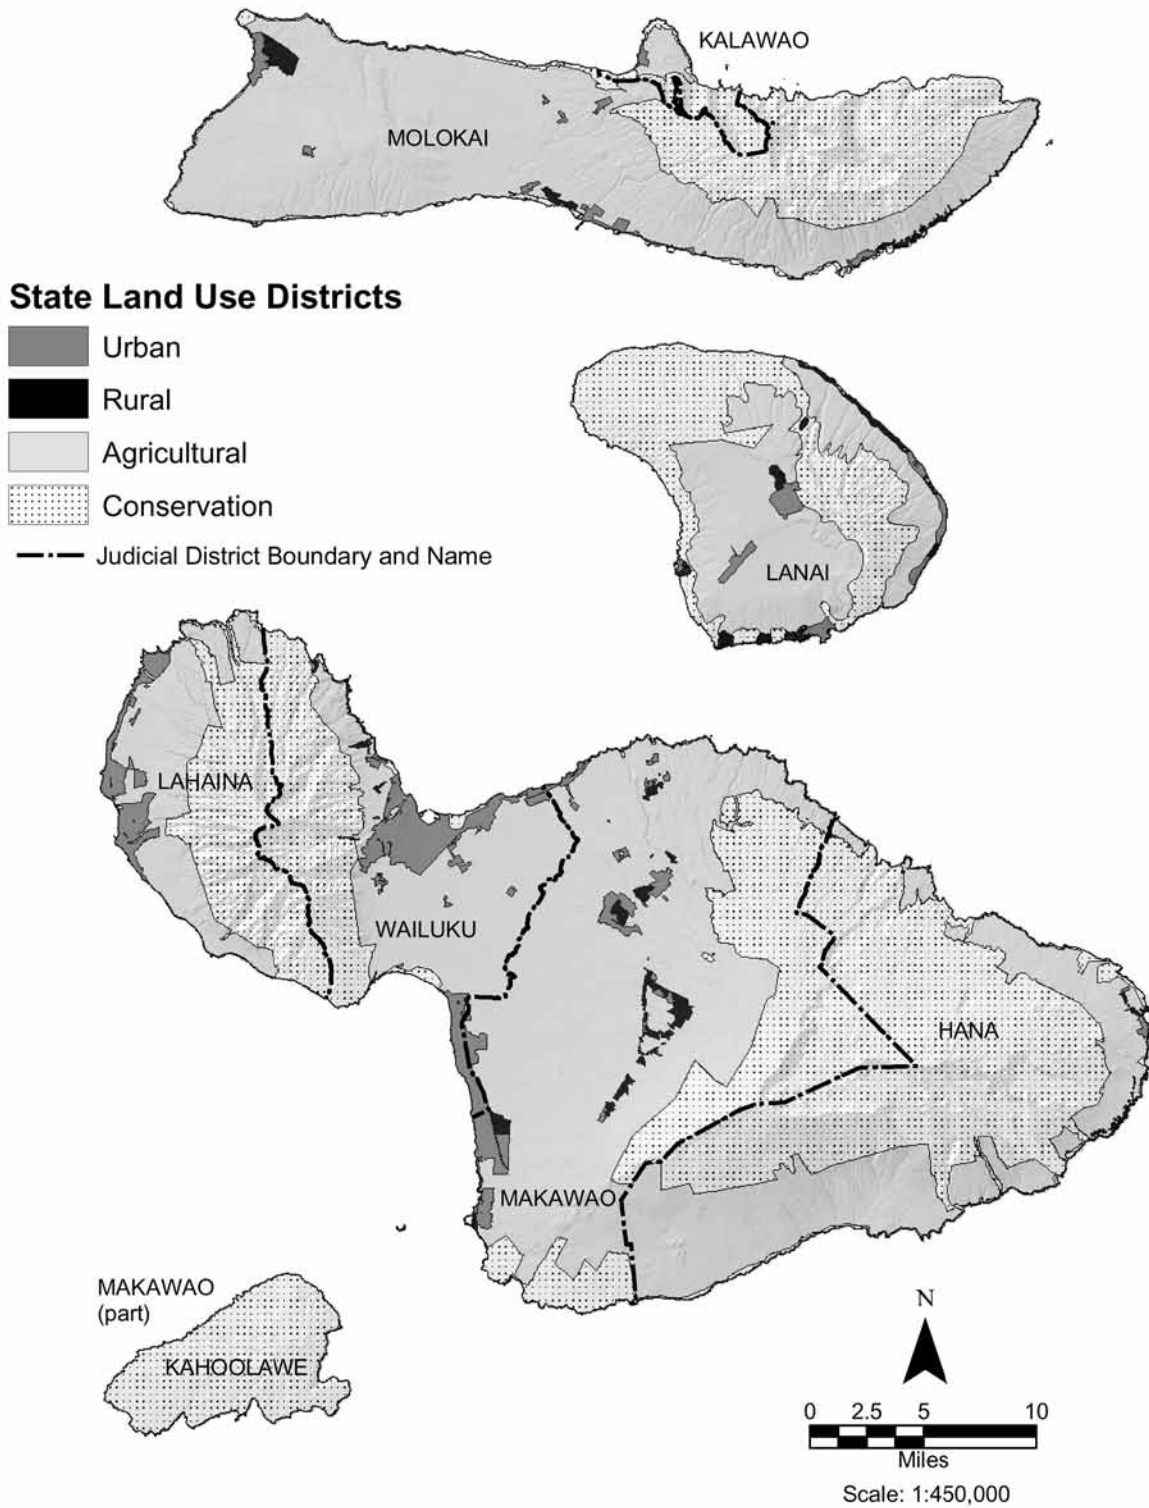 KALAWAO
MOLOKAI
State Land Use Districts
Urban
Rural
Agricultural
Conservation
Judicial District Boundary and Name
LANAI
LAHAINA
WAILUKU
HANA
MAKAWAO
MAKAWAO
(part)
KAHOOLAWE
N
0 2.5 5 10
Miles
Scale: 1:450,000